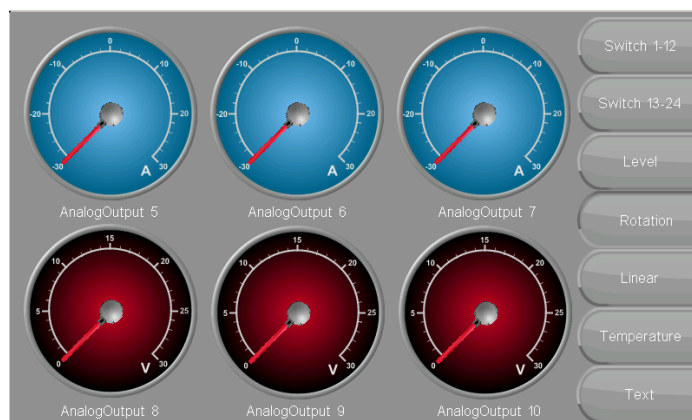 0
-10
10
-20
20
-30
30
A
AnalogOutput 5
0
-10
10
-20
20
-30
30
A
AnalogOutput 6
0
-10
10
-20
20
-30
30
A
AnalogOutput 7
15
10
20
5
25
0
30
V
AnalogOutput 8
15
10
20
5
25
0
30
V
AnalogOutput 9
15
10
20
5
25
0
30
V
AnalogOutput 10
Switch 1-12
Switch 13-24
Level
Rotation
Linear
Temperature
Text